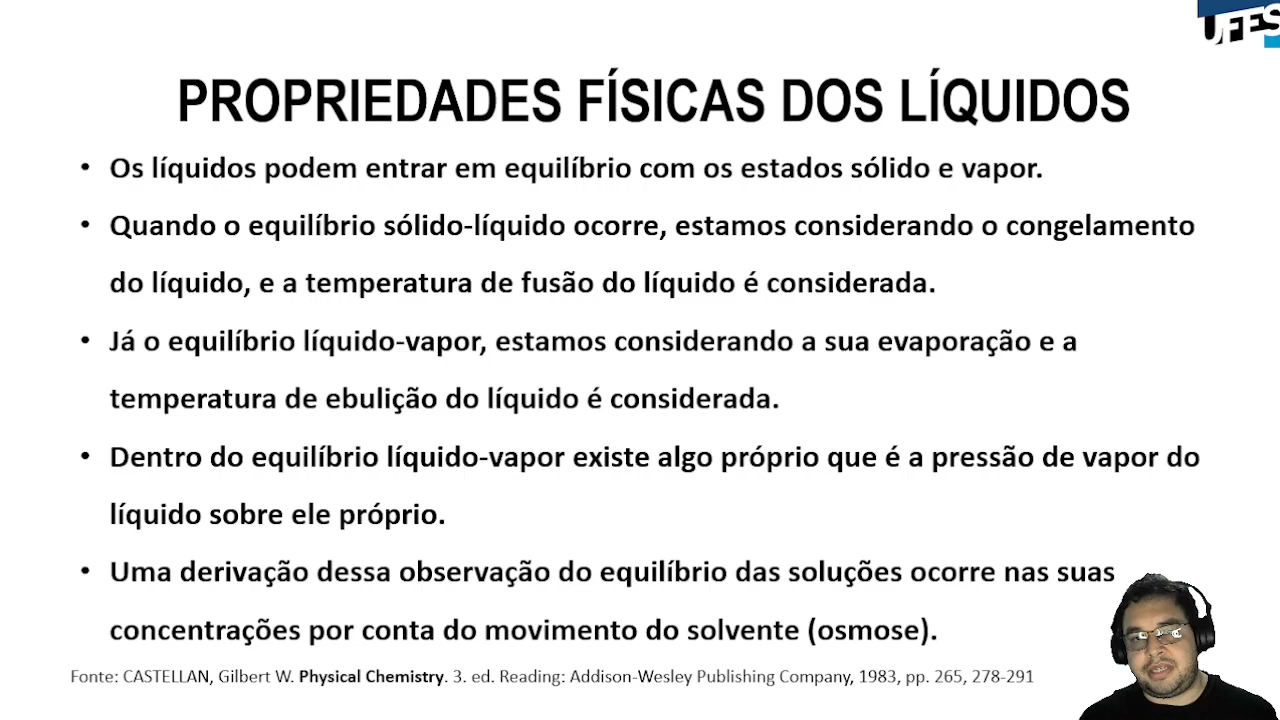 UFES
PROPRIEDADES FÍSICAS DOS LÍQUIDOS
• Os líquidos podem entrar em equilíbrio com os estados sólido e vapor.
• Quando o equilíbrio sólido-líquido ocorre, estamos considerando o congelamento
do líquido, e a temperatura de fusão do líquido é considerada.
• Já o equilíbrio líquido-vapor, estamos considerando a sua evaporação e a
temperatura de ebulição do líquido é considerada.
• Dentro do equilíbrio líquido-vapor existe algo próprio que é a pressão de vapor do
líquido sobre ele próprio.
• Uma derivação dessa observação do equilíbrio das soluções ocorre nas suas
concentrações por conta do movimento do solvente (osmose).
Fonte: CASTELLAN, Gilbert W. Physical Chemistry. 3. ed. Reading: Addison-Wesley Publishing Company, 1983, pp. 265, 278-291